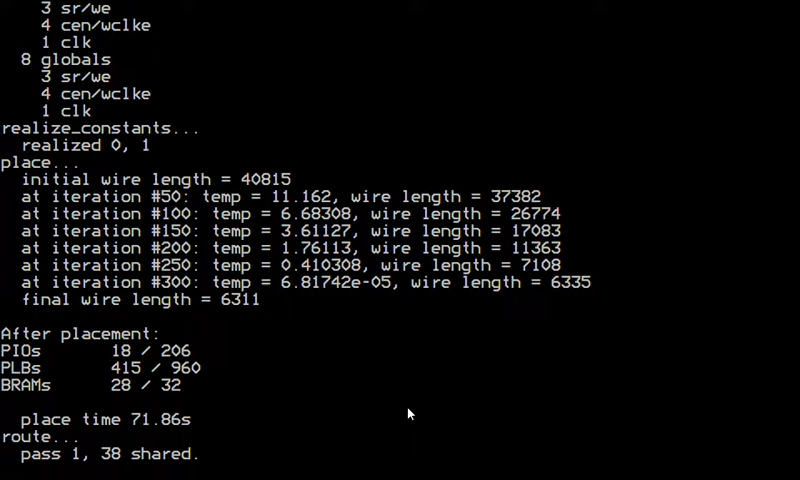 3 sr/we
4 cen/wclke
1 clk
8 globals
3 sr/we
4 cen/wclke
1 clk
realize_constants...
realized 0, 1
place...
initial wire length = 40815
at iteration #50: temp = 11.162, wire length = 37382
at iteration #100: temp = 6.68308, wire length = 26774
at iteration #150: temp = 3.61127, wire length = 17083
at iteration #200: temp = 1.76113, wire length = 11363
at iteration #250: temp = 0.410308, wire length = 7108
at iteration #300: temp = 6.81742e-05, wire length = 6335
final wire length = 6311
After placement:
PIOs 18 / 206
PLBs 415 / 960
BRAMs 28 / 32
place time 71.86s
route...
pass 1, 38 shared.